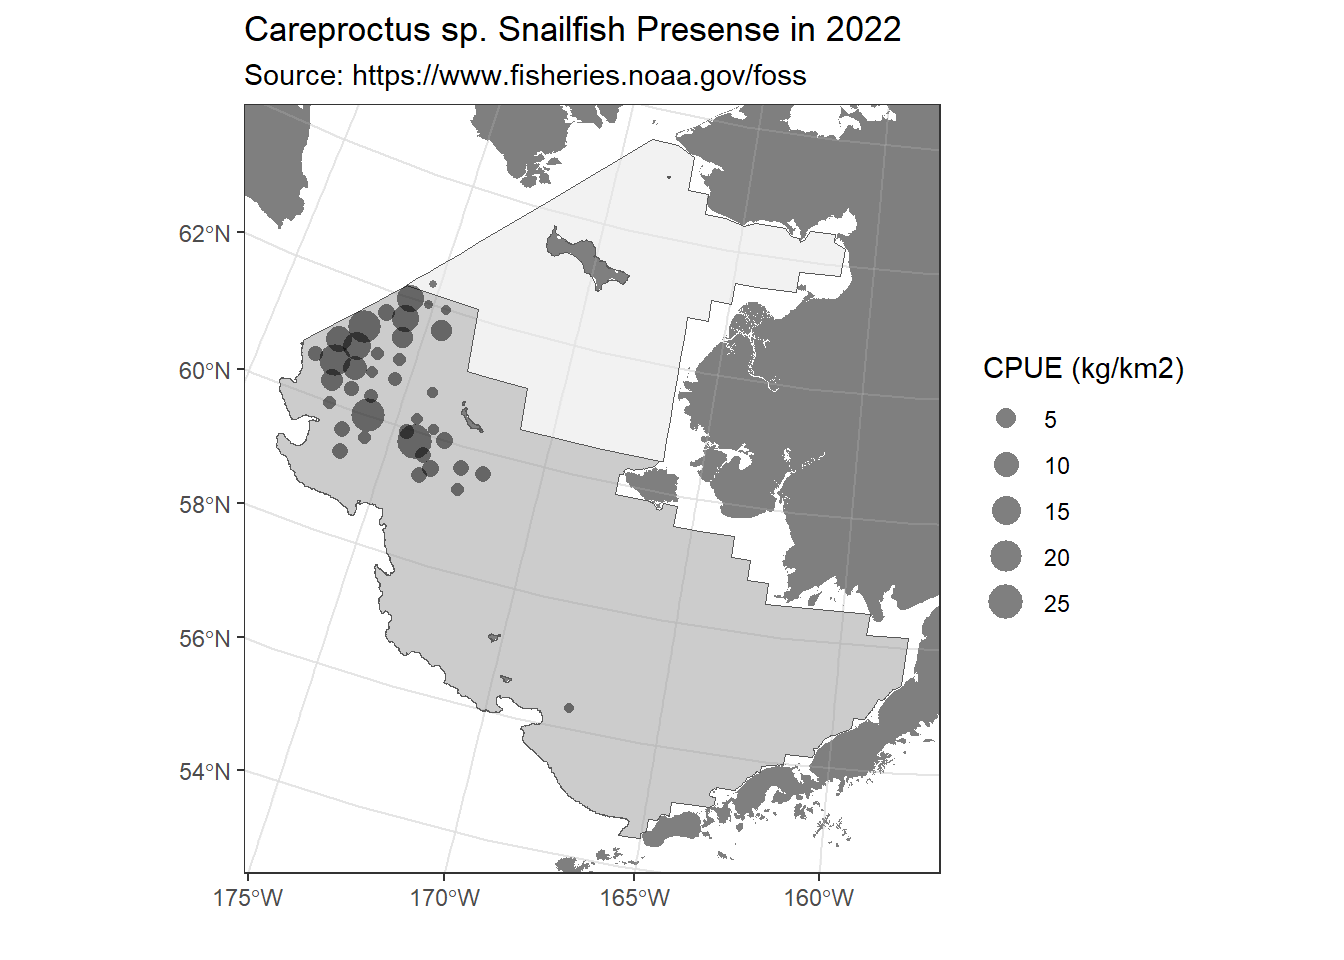 Careproctus sp. Snailfish Presense in 2022
Source: https://www.fisheries.noaa.gov/foss
62°N
60°N
58°N
56°N
54°N
175°W
170°W
165°W
160°W
CPUE (kg/km2)
5
10
15
20
25